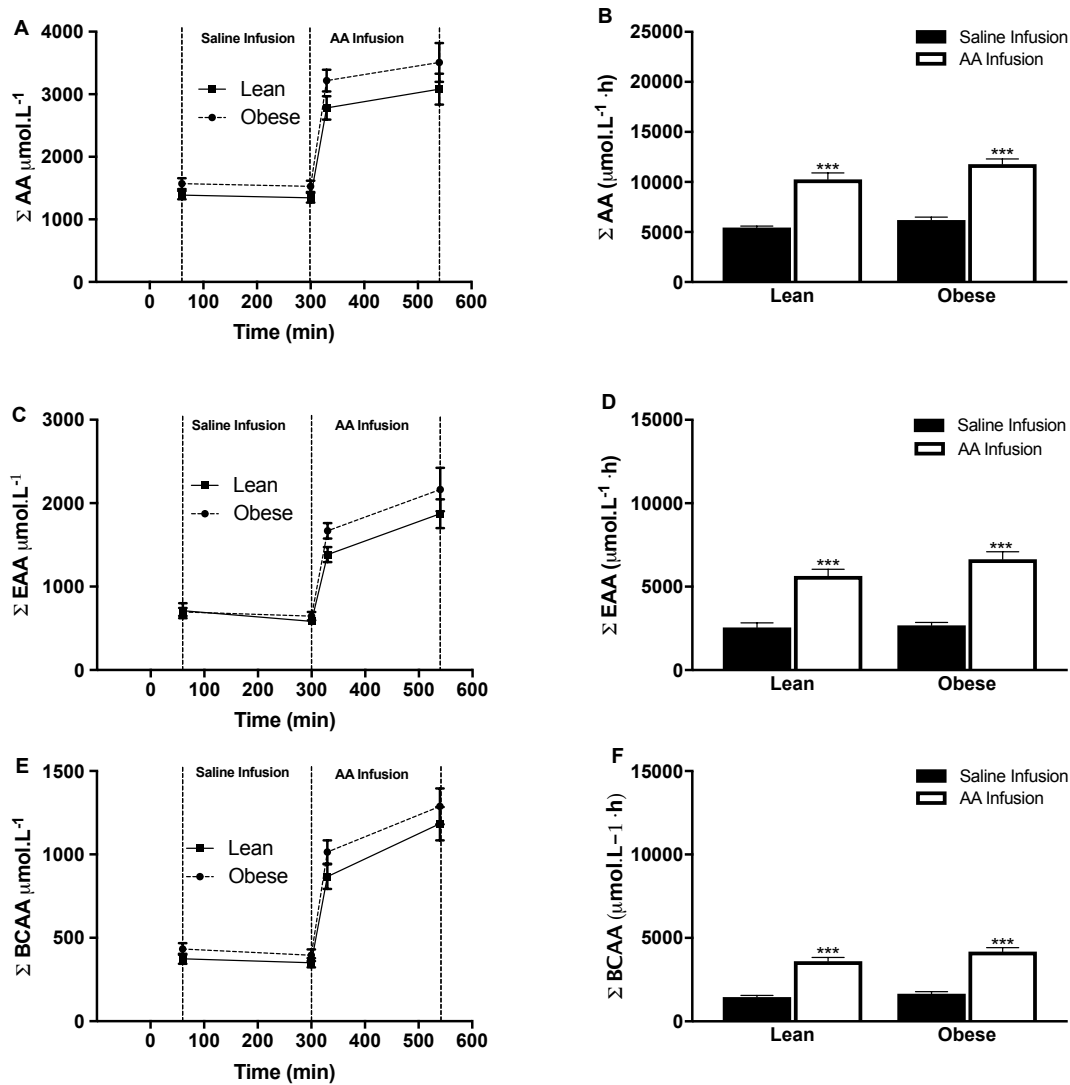 A
Σ AA μmol.L-1
4000
3000
2000
1000
0
Saline Infusion
AA Infusion
Lean
Obese
0 100 200 300 400 500 600
Time (min)
B
Σ AA (μmol.L-1 ·h)
25000
20000
15000
10000
5000
0
Saline Infusion
AA Infusion
***
***
Lean Obese
C
Σ EAA μmol.L-1
3000
2000
1000
0
Saline Infusion
AA Infusion
Lean
Obese
0 100 200 300 400 500 600
Time (min)
D
Σ EAA (μmol.L-1 ·h)
15000
10000
5000
0
Saline Infusion
AA Infusion
***
***
Lean Obese
E
Σ BCAA μmol.L-1
1500
1000
500
0
Saline Infusion
AA Infusion
Lean
Obese
0 100 200 300 400 500 600
Time (min)
F
Σ BCAA (μmol.L−1 ·h)
15000
10000
5000
0
Saline Infusion
AA Infusion
***
***
Lean Obese